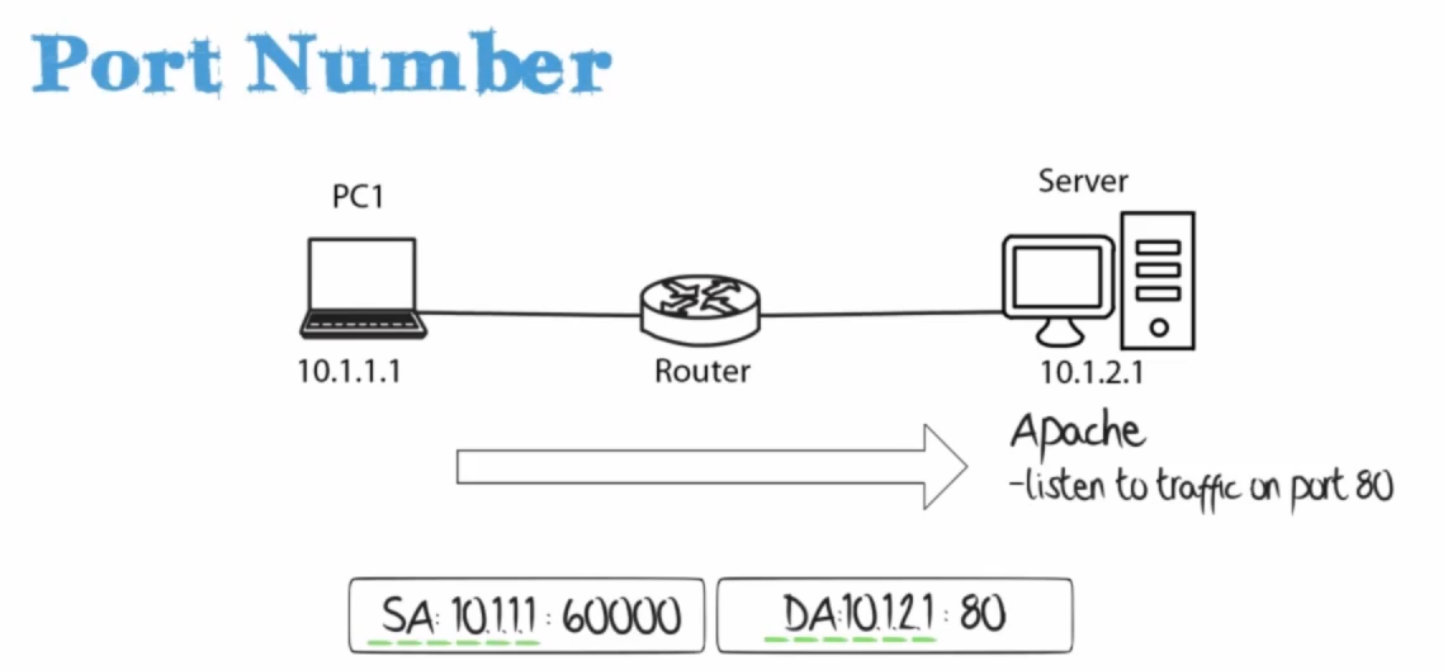 Port Number
PC1
Server
10.1.1.1
Router
10.1.2.1
Apache
-listen to traffic on port 80
SA: 10.1.1.1 : 60000
DA:10.1.2.1 : 80